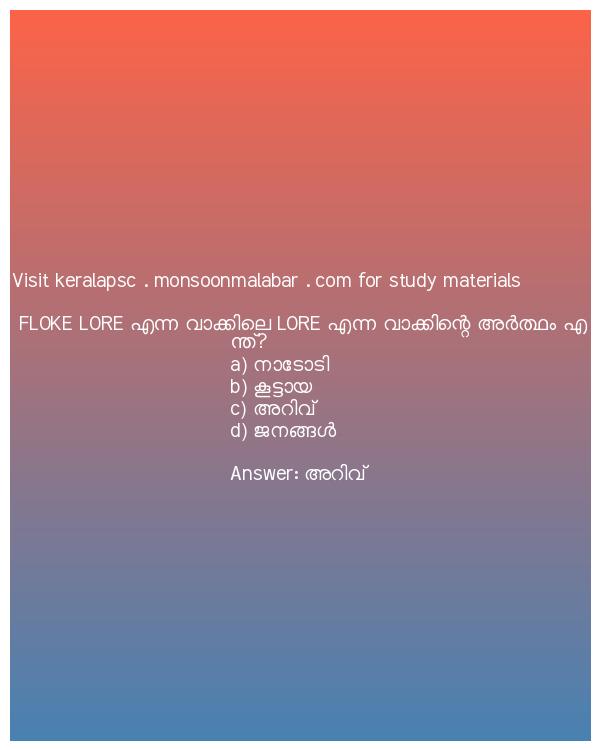 Visit keralapsc . monsoonmalabar . com for study materials
FLOKE LORE എന്ന വാക്കിലെ LORE എന്ന വാക്കിന്റെ അർത്ഥം എ
ന്ത്?
a) നാടോടി
b) കൂട്ടായ
c) അറിവ്
d) ജനങ്ങൾ
Answer: അറിവ്